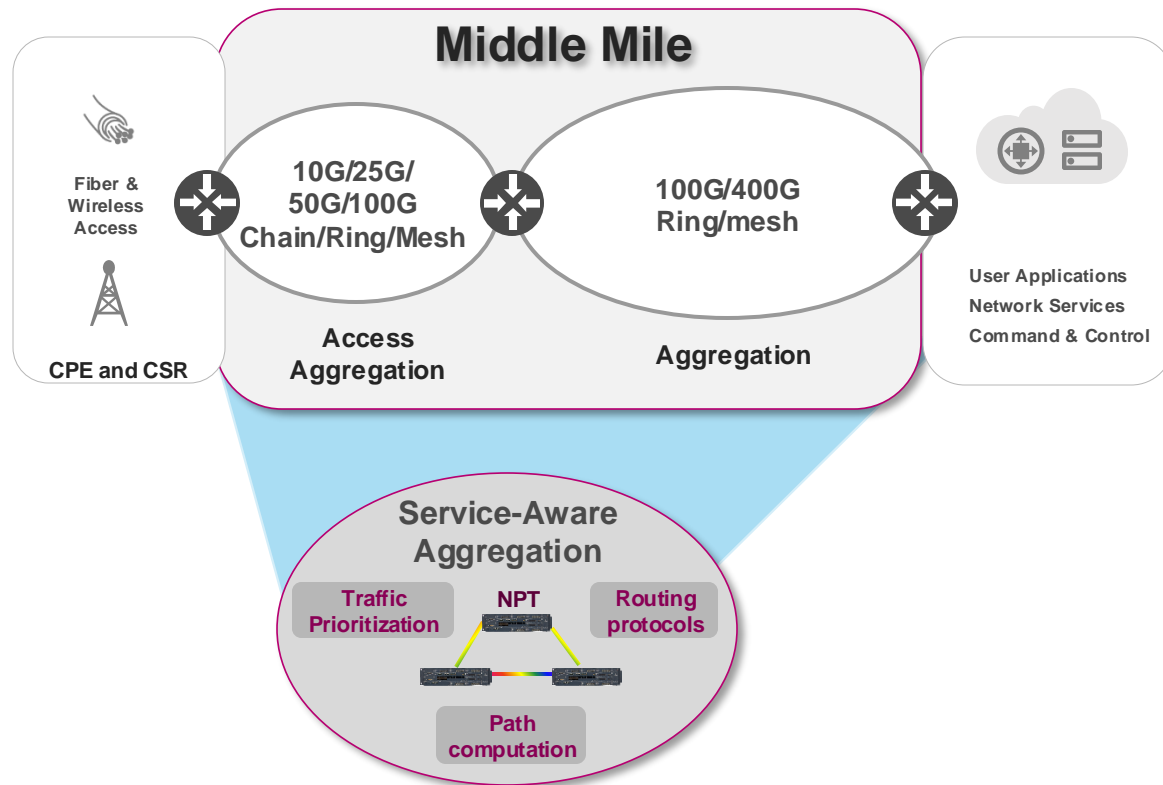 Middle Mile
Fiber &
Wireless
Access
CPE and CSR
10G/25G/
50G/100G
Chain/Ring/Mesh
Access
Aggregation
100G/400G
Ring/mesh
Aggregation
User Applications
Network Services
Command & Control
Service-Aware
Aggregation
Traffic
Prioritization
NPT
Routing
protocols
Path
computation